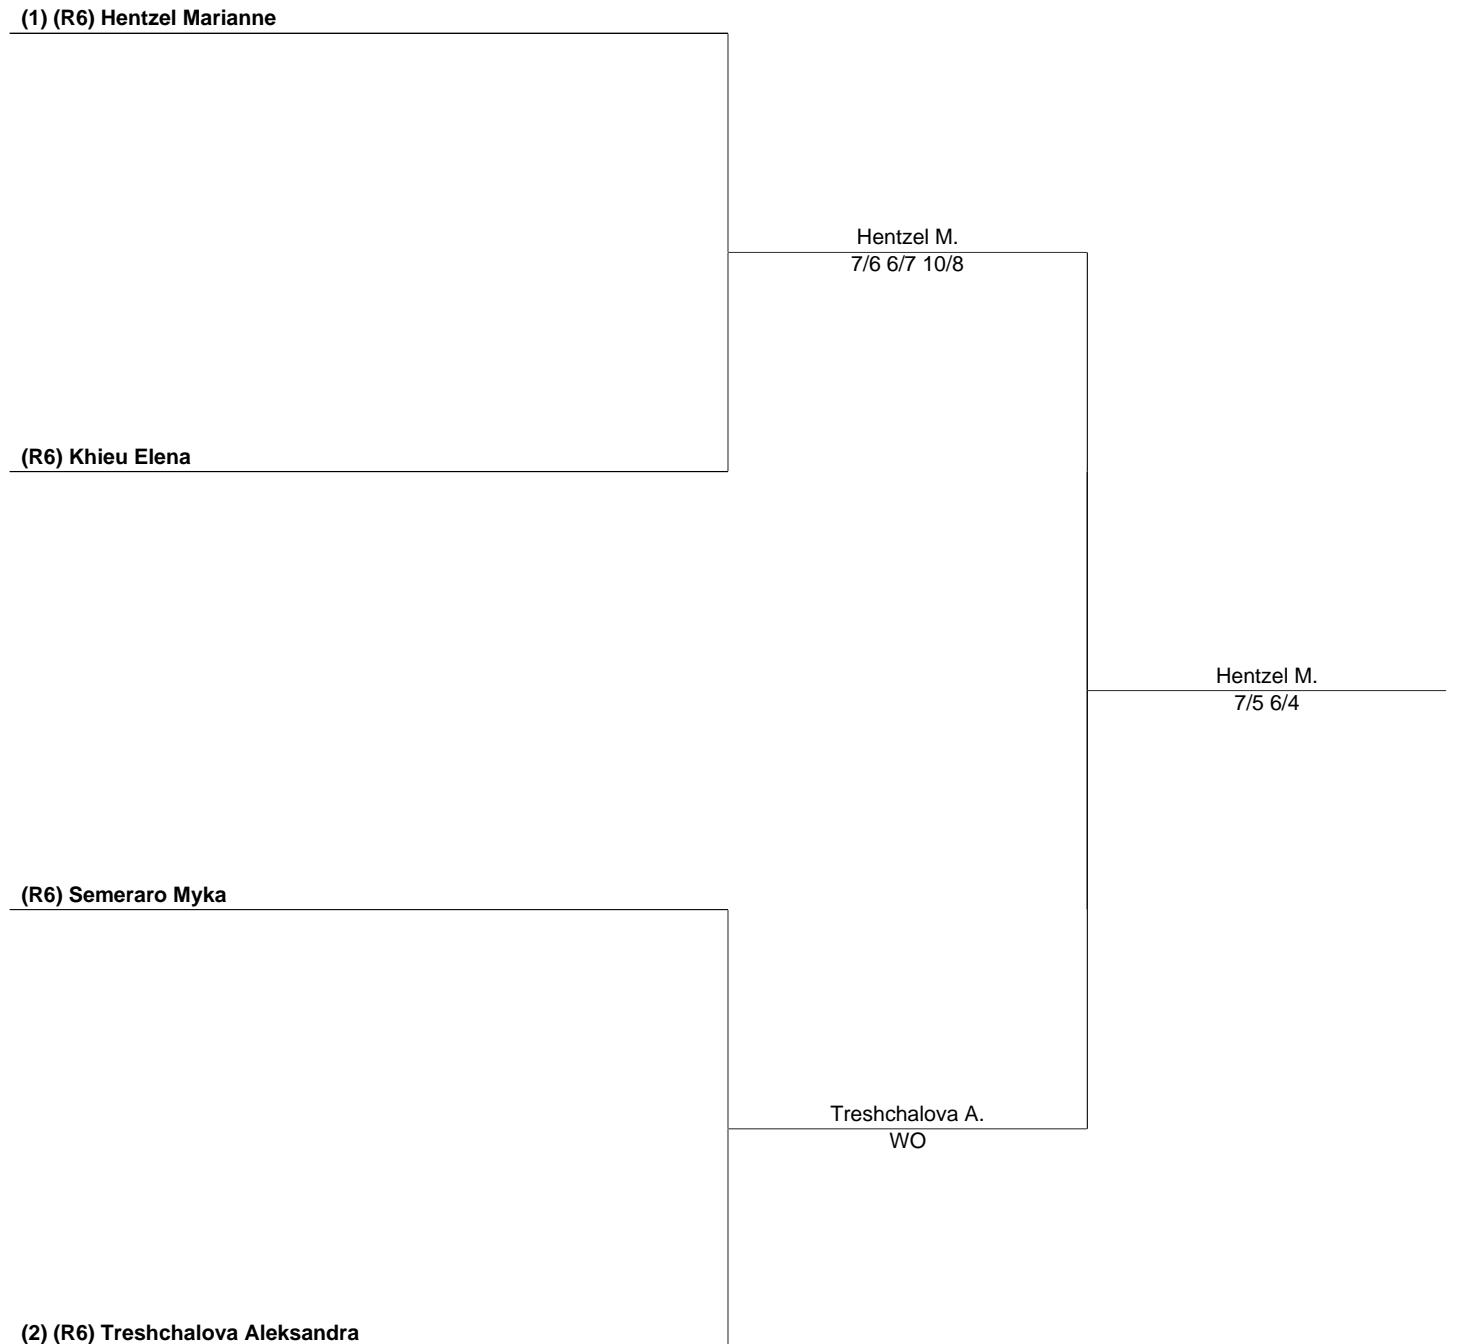 (1) (R6) Hentzel Marianne
Hentzel M.
7/6 6/7 10/8
(R6) Khieu Elena
Hentzel M.
7/5 6/4
(R6) Semeraro Myka
Treshchalova A.
WO
(2) (R6) Treshchalova Aleksandra